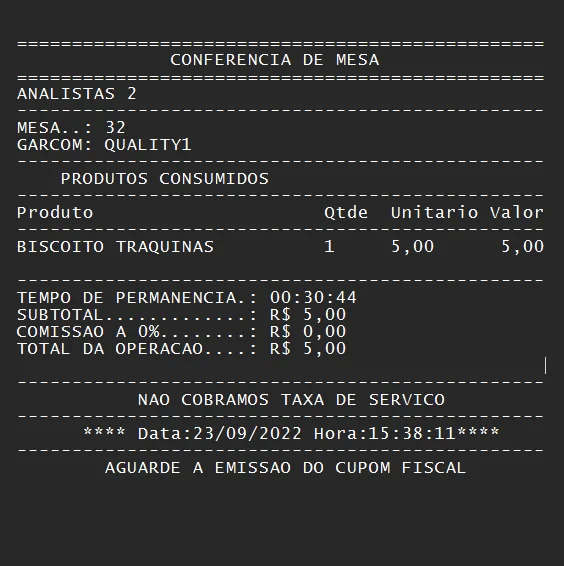 ================================================
CONFERENCIA DE MESA
================================================
ANALISTAS 2
------------------------------------------------
MESA..: 32
GARCOM: QUALITY1
------------------------------------------------
PRODUTOS CONSUMIDOS
------------------------------------------------
Produto Qtde Unitario Valor
------------------------------------------------
BISCOITO TRAQUINAS 1 5,00 5,00
------------------------------------------------
TEMPO DE PERMANENCIA.: 00:30:44
SUBTOTAL.............: R$ 5,00
COMISSAO A 0%........: R$ 0,00
TOTAL DA OPERACAO....: R$ 5,00
------------------------------------------------
NAO COBRAMOS TAXA DE SERVICO
------------------------------------------------
**** Data:23/09/2022 Hora:15:38:11****
------------------------------------------------
AGUARDE A EMISSAO DO CUPOM FISCAL